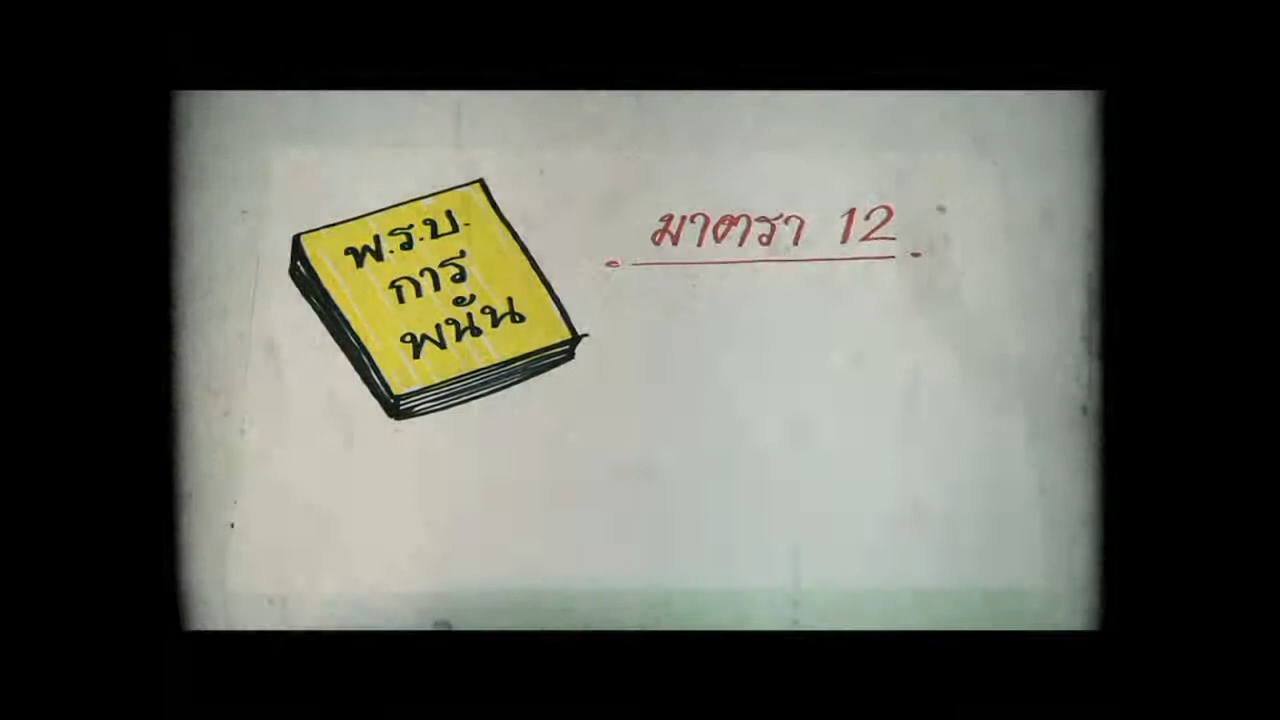 พ.ร.บ.
การ
พนัน
มาตรา 12